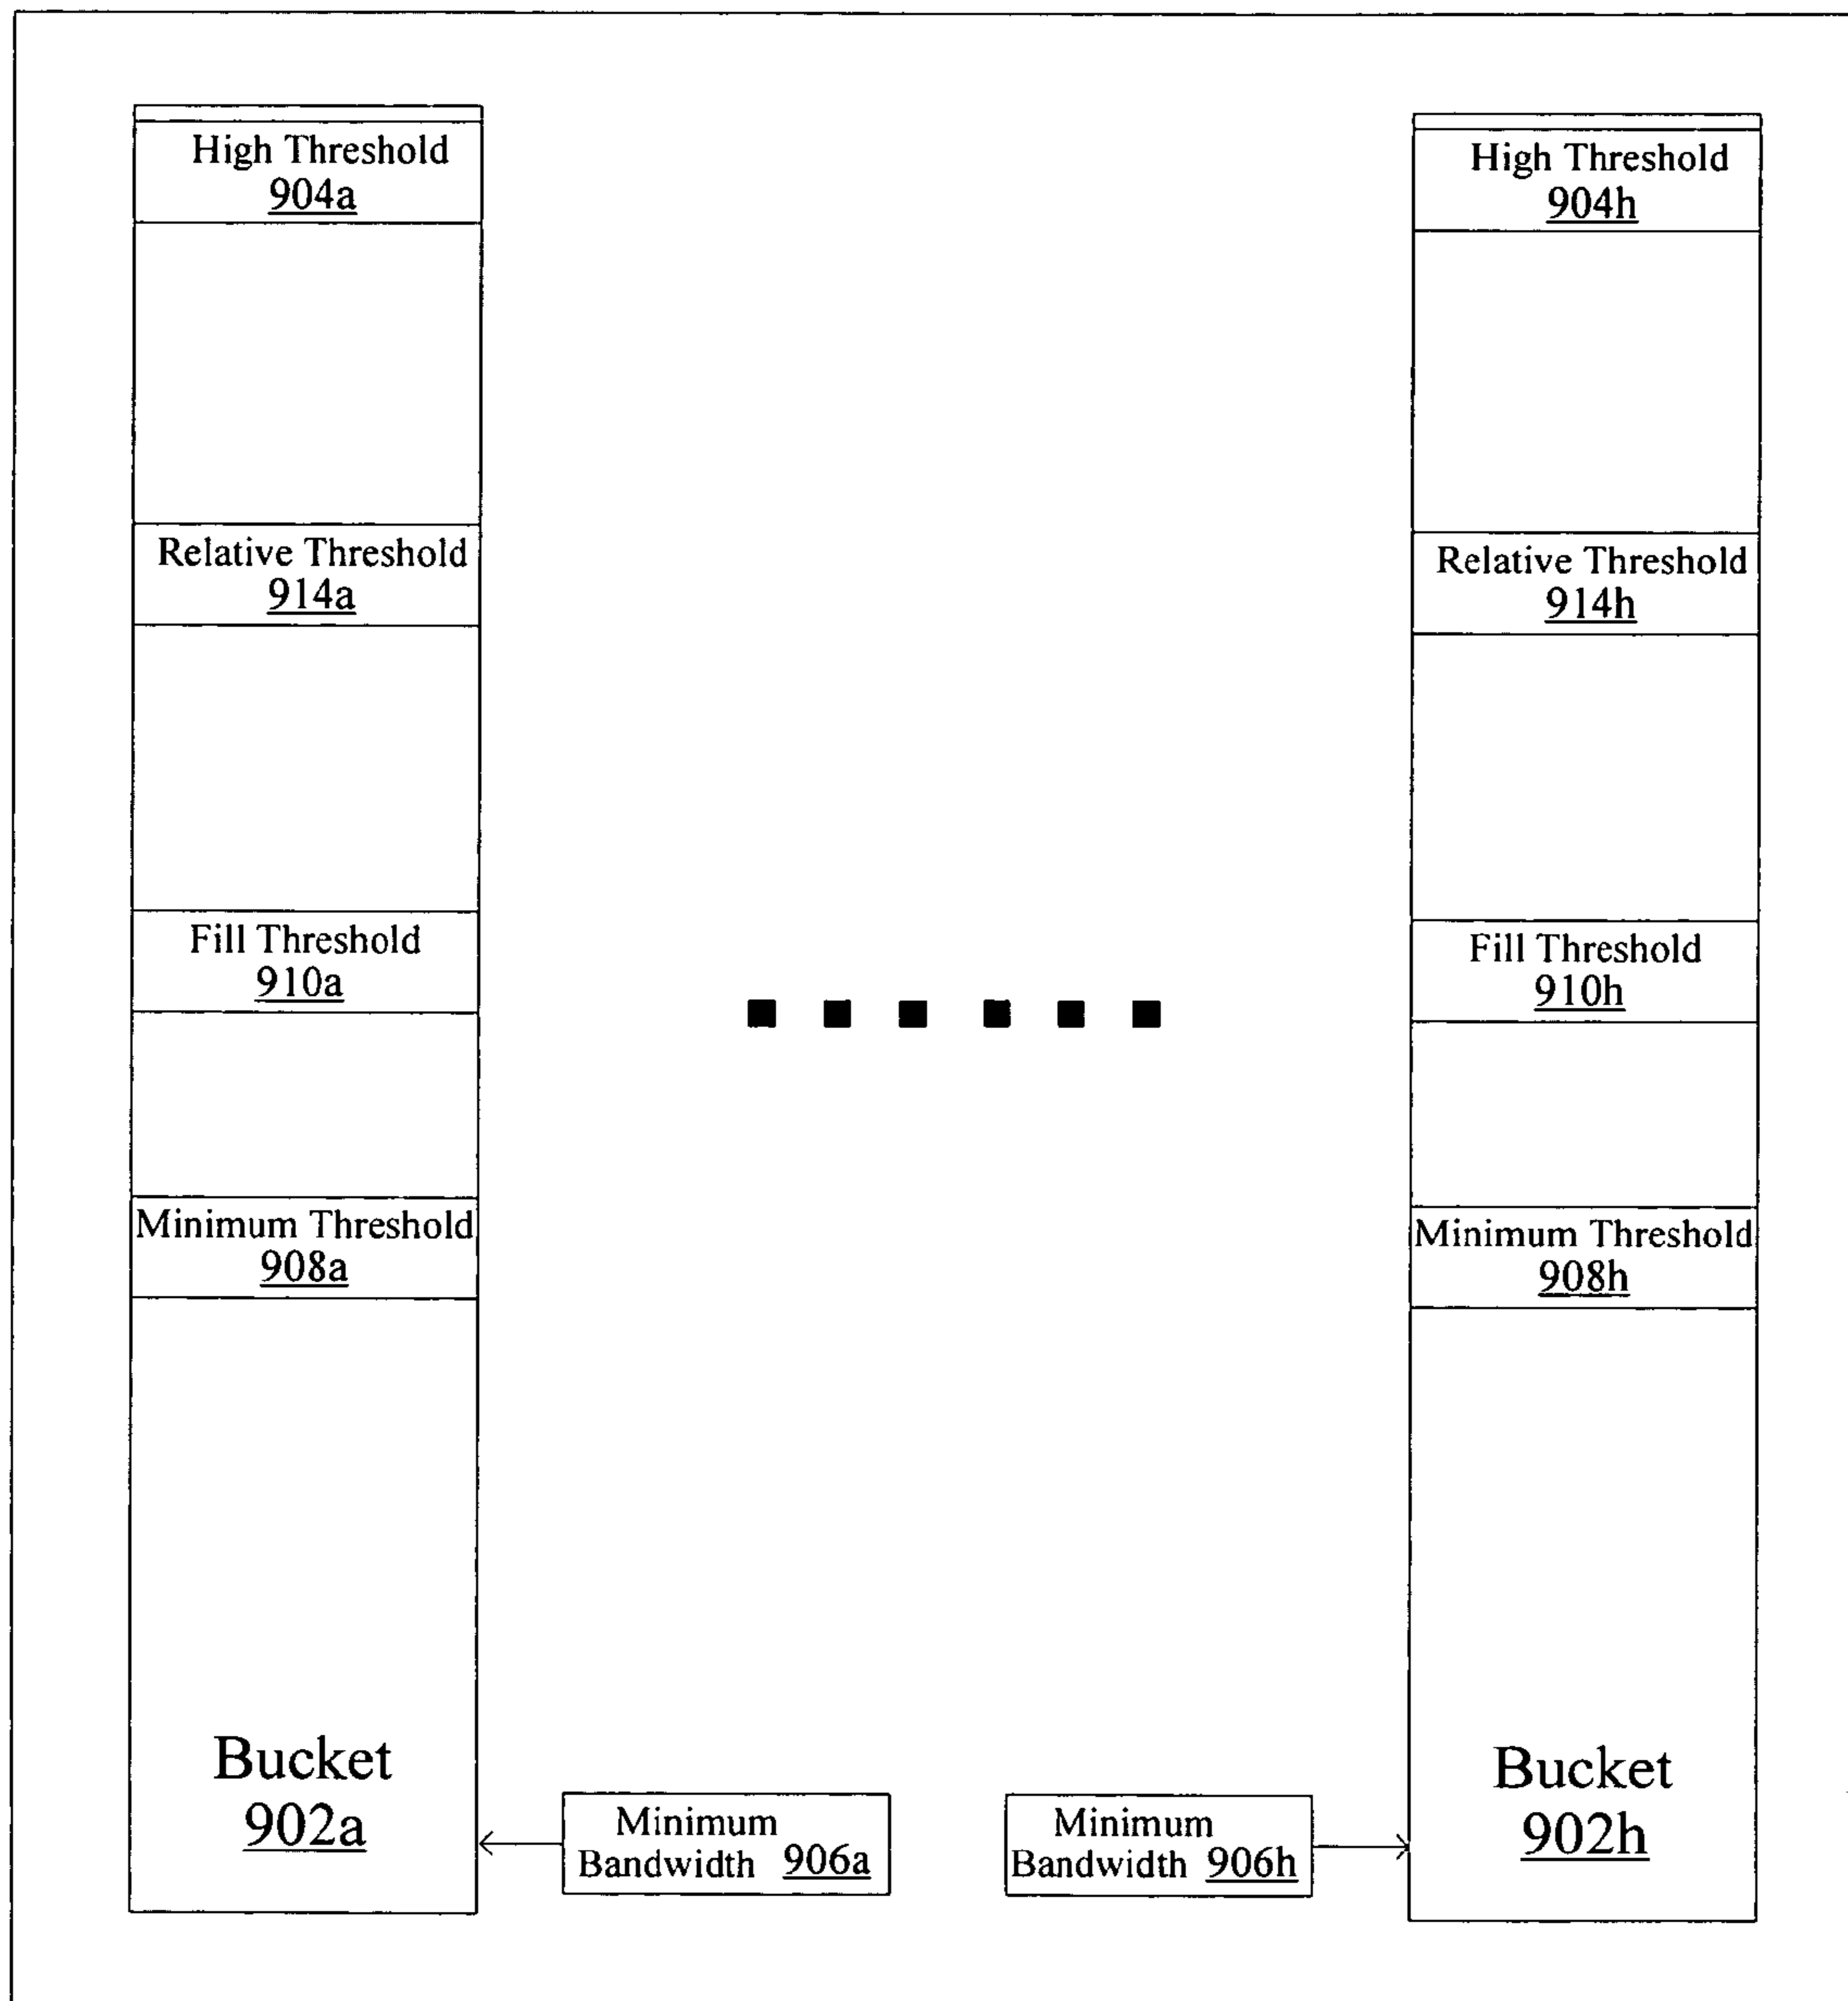 High Threshold
904a
Relative Threshold
914a
Fill Threshold
910a
Minimum Threshold
908a
Bucket
902a
Minimum
Bandwidth 906a
Minimum
Bandwidth 906h
High Threshold
904h
Relative Threshold
914h
Fill Threshold
910h
Minimum Threshold
908h
Bucket
902h